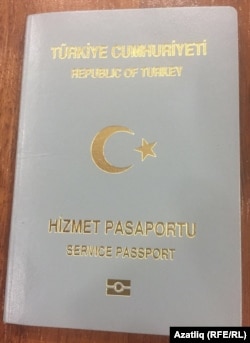 TÜRKİYE CUMHURİYETİ
REPUBLIC OF TURKEY
HİZMET PASAPORTU
SERVICE PASSPORT
Azatliq (RFE/RL)